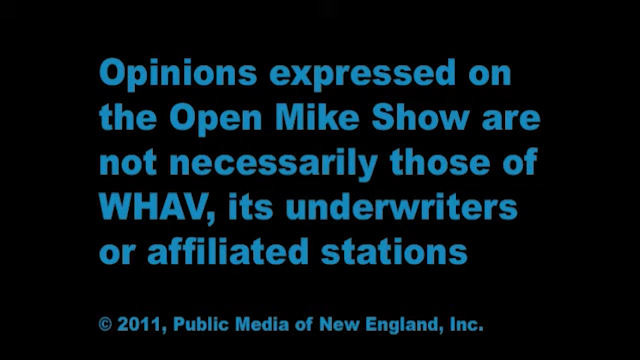 Opinions expressed on
the Open Mike Show are
not necessarily those of
WHAV, its underwriters
or affiliated stations
© 2011, Public Media of New England, Inc.